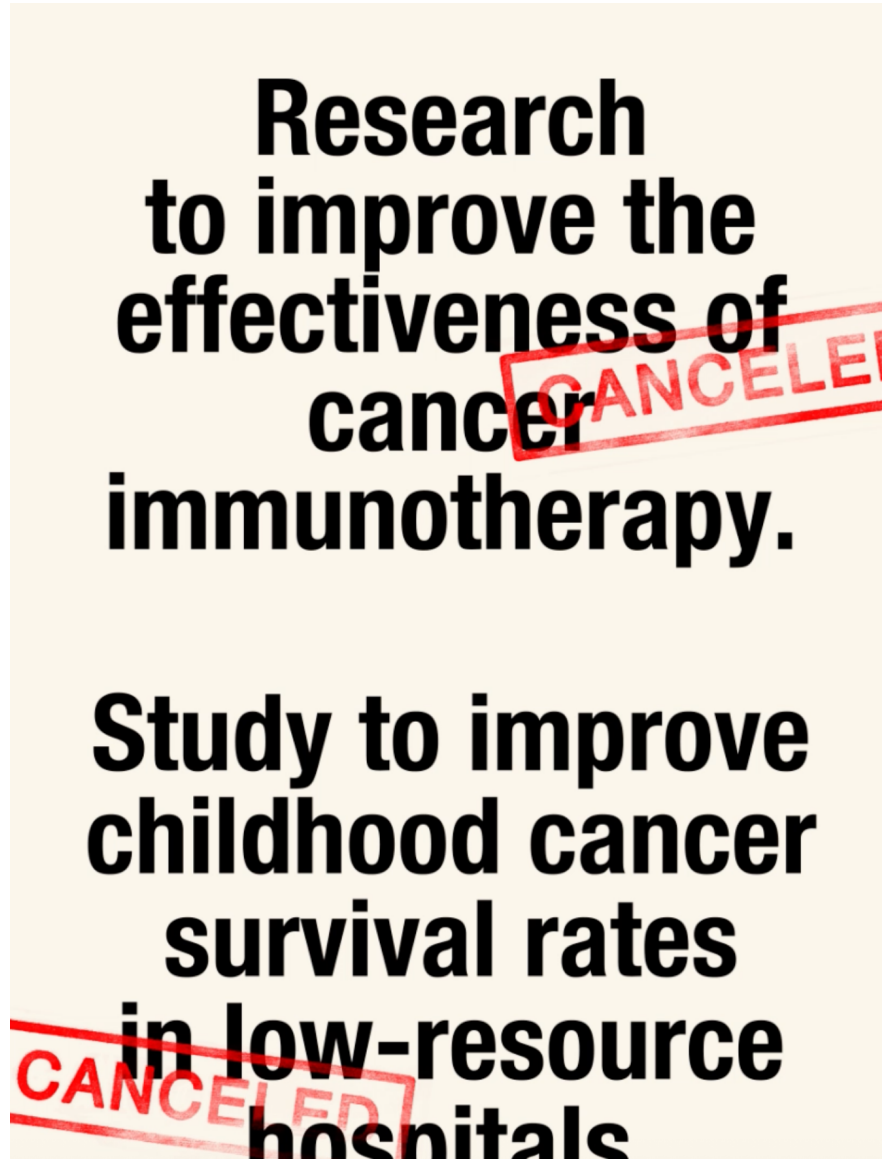 Research
to improve the
effectiveness of
CANCELED
cancer
immunotherapy.
Study to improve
childhood cancer
survival rates
in low-resource
CANCELED
hospitals